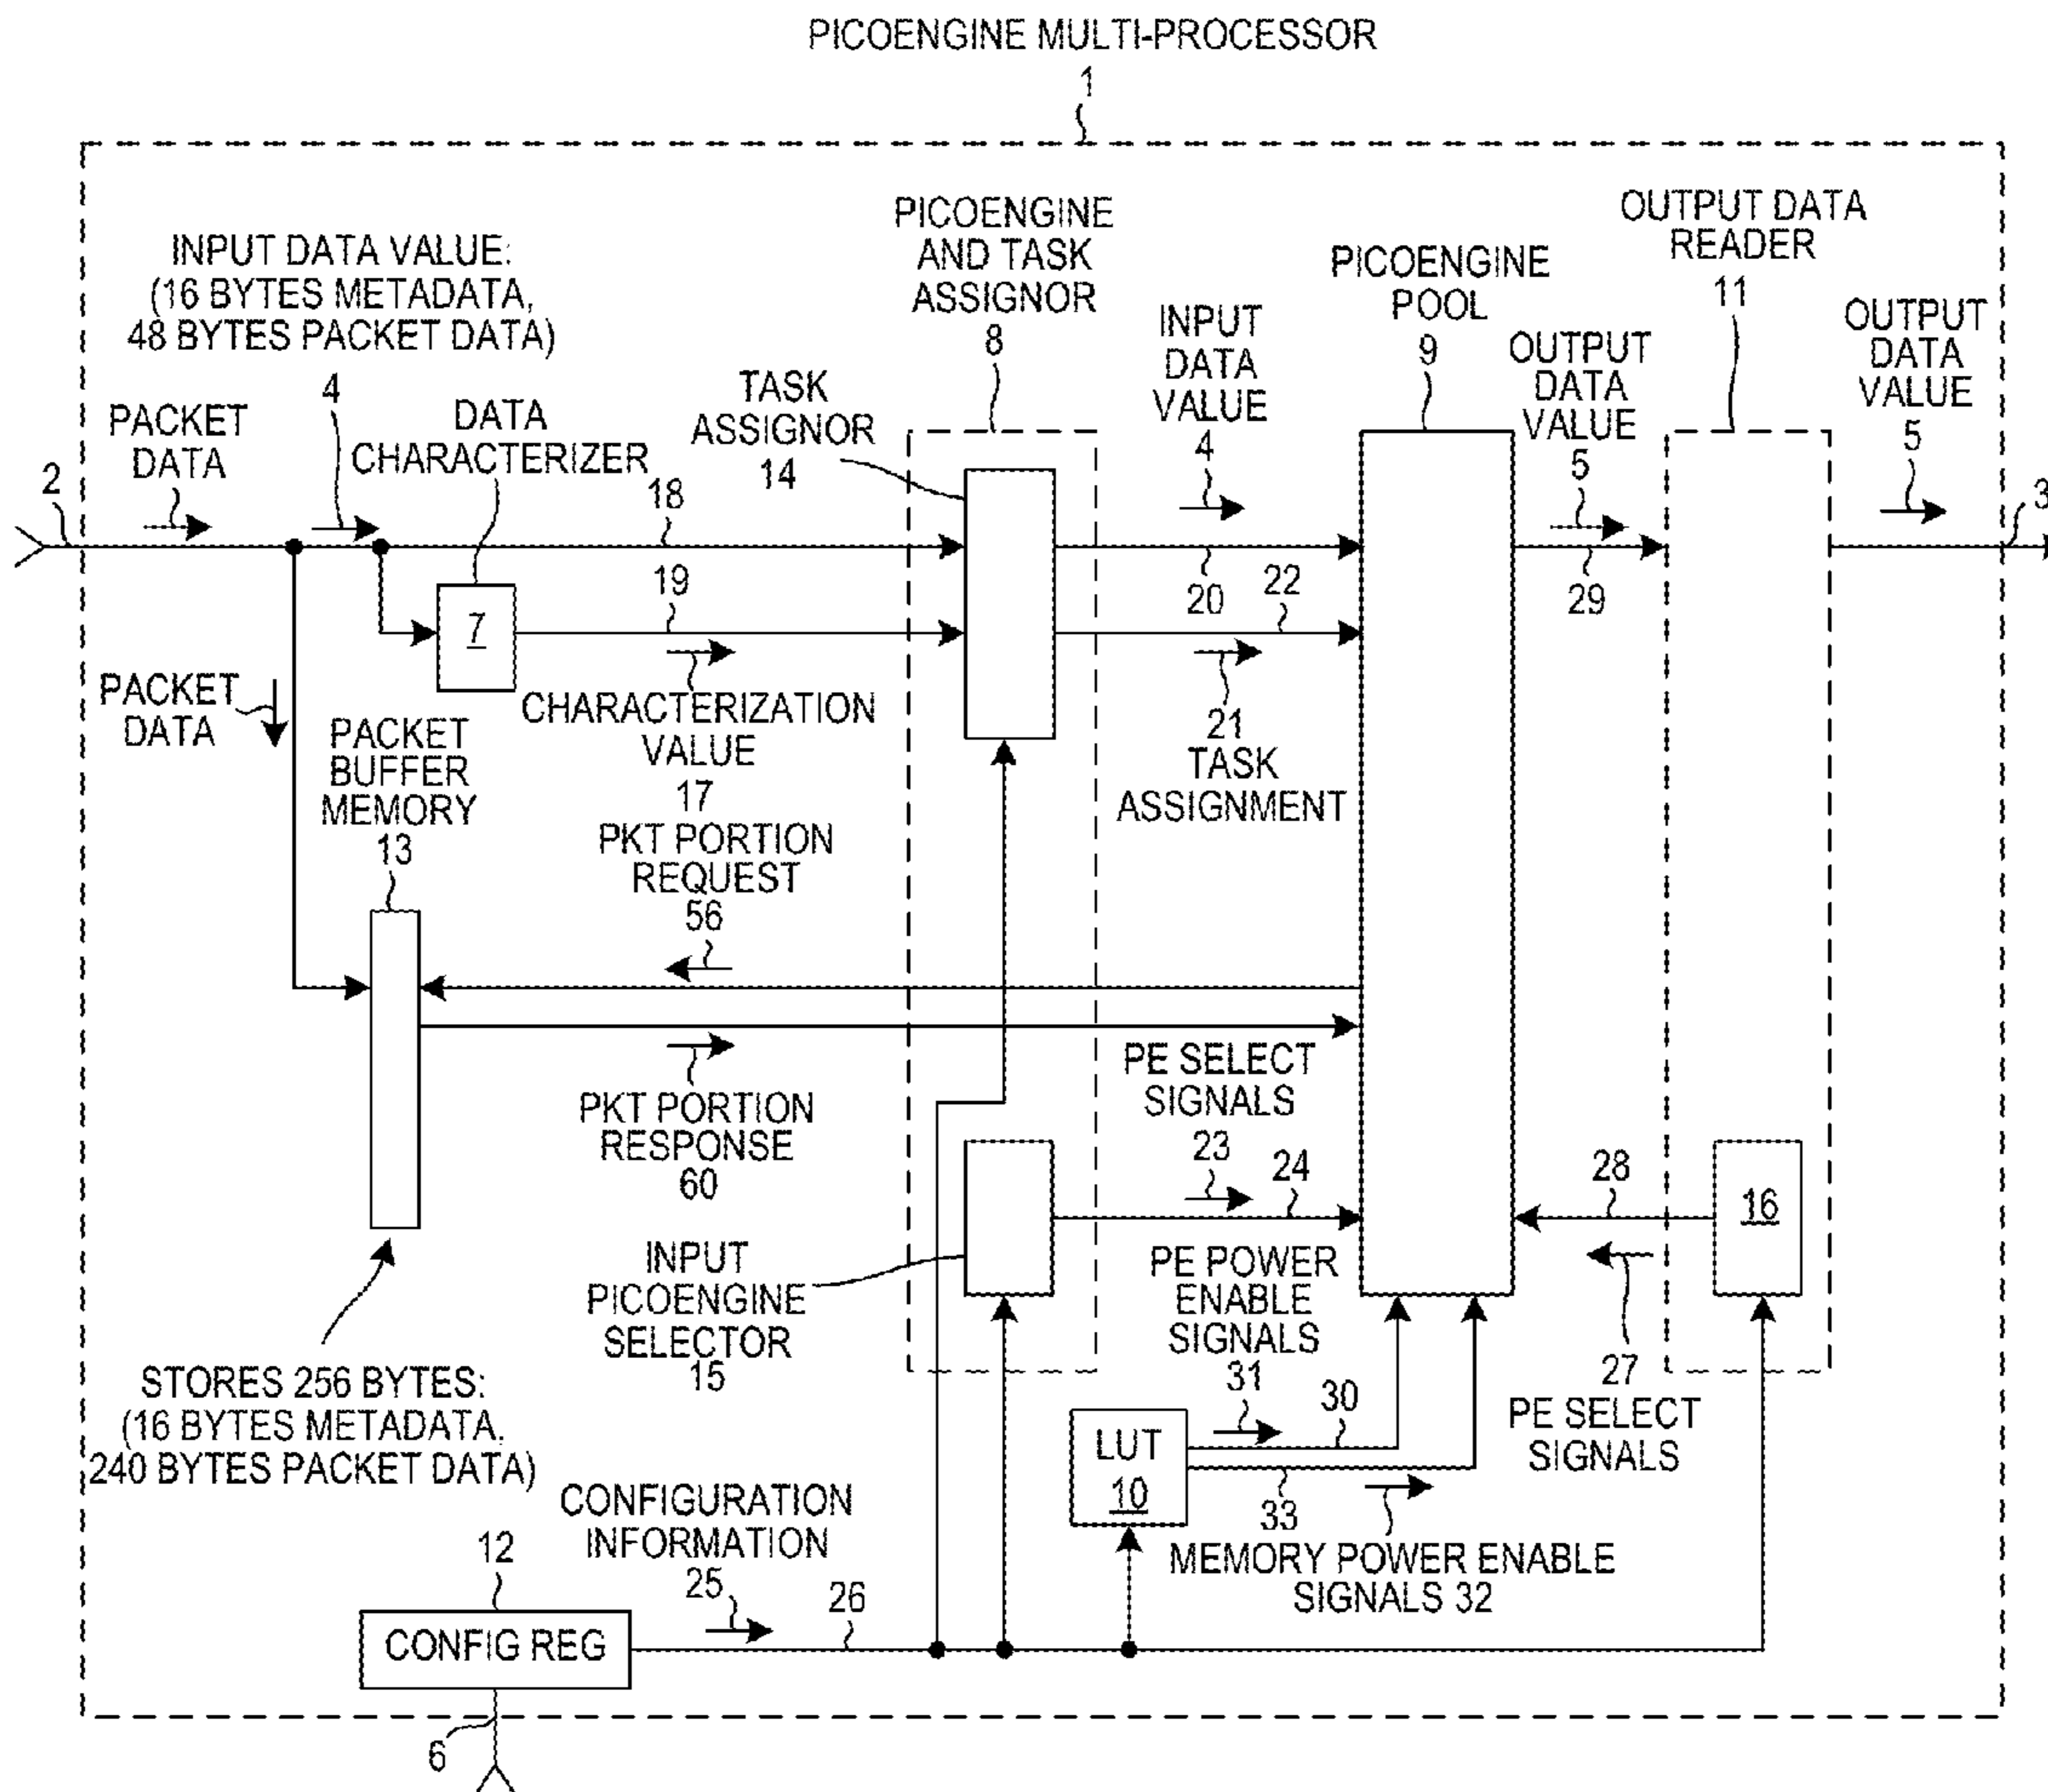 PICOENGINE MULTI-PROCESSOR
1
INPUT DATA VALUE:
(16 BYTES METADATA,
48 BYTES PACKET DATA)
4
PACKET
DATA
2
DATA
CHARACTERIZER
7
18
19
CHARACTERIZATION
VALUE
17
TASK
ASSIGNOR
14
PICOENGINE
AND TASK
ASSIGNOR
8
INPUT
DATA
VALUE
4
20
22
21
TASK
ASSIGNMENT
PICOENGINE
POOL
9
OUTPUT
DATA
VALUE
5
29
OUTPUT DATA
READER
11
OUTPUT
DATA
VALUE
5
3
PACKET
DATA
PACKET
BUFFER
MEMORY
13
PKT PORTION
REQUEST
56
PKT PORTION
RESPONSE
60
PE SELECT
SIGNALS
23
24
28
16
27
PE SELECT
SIGNALS
INPUT
PICOENGINE
SELECTOR
15
PE POWER
ENABLE
SIGNALS
31
30
LUT
10
33
MEMORY POWER ENABLE
SIGNALS 32
STORES 256 BYTES:
(16 BYTES METADATA,
240 BYTES PACKET DATA)
CONFIGURATION
INFORMATION
25
26
12
CONFIG REG
6